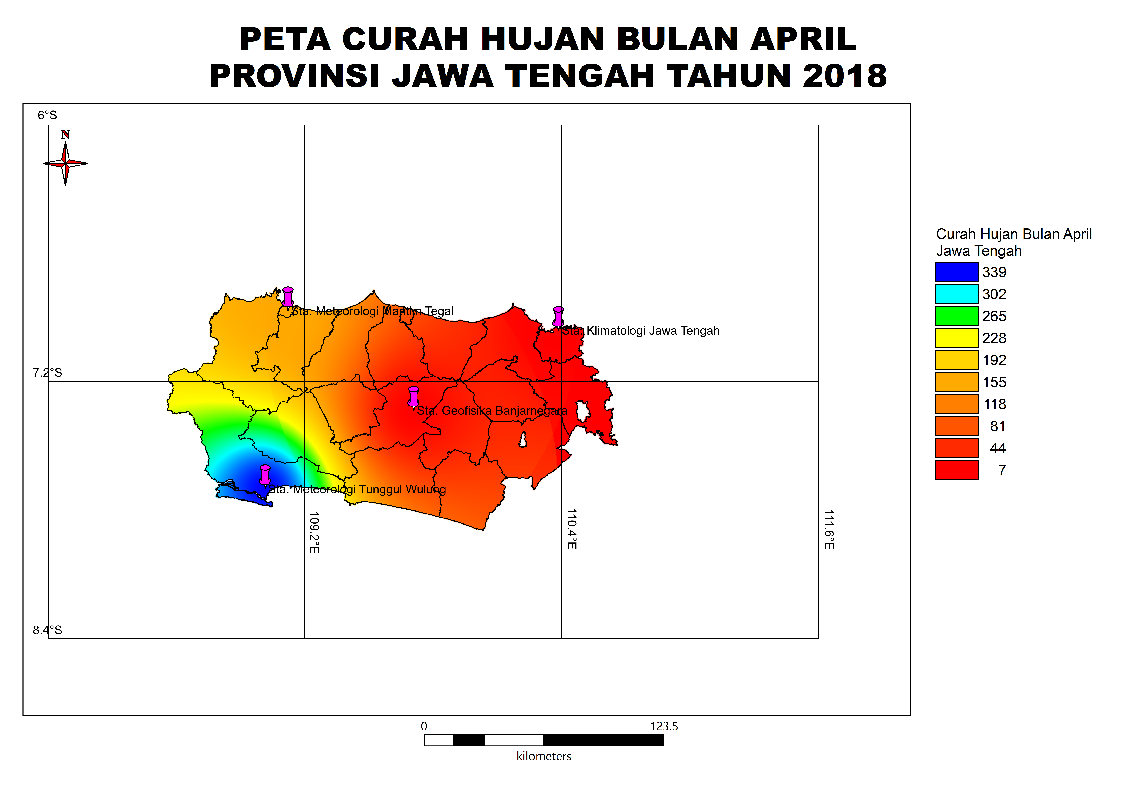 PETA CURAH HUJAN BULAN APRIL
PROVINSI JAWA TENGAH TAHUN 2018
6°S
N
Sta. Meteorologi Maritim Tegal
Sta. Klimatologi Jawa Tengah
7.2°S
Sta. Geofisika Banjarnegara
Sta. Meteorologi Tunggul Wulung
109.2°E
110.4°E
111.6°E
8.4°S
Curah Hujan Bulan April
Jawa Tengah
339
302
265
228
192
155
118
81
44
7
0 123.5
kilometers